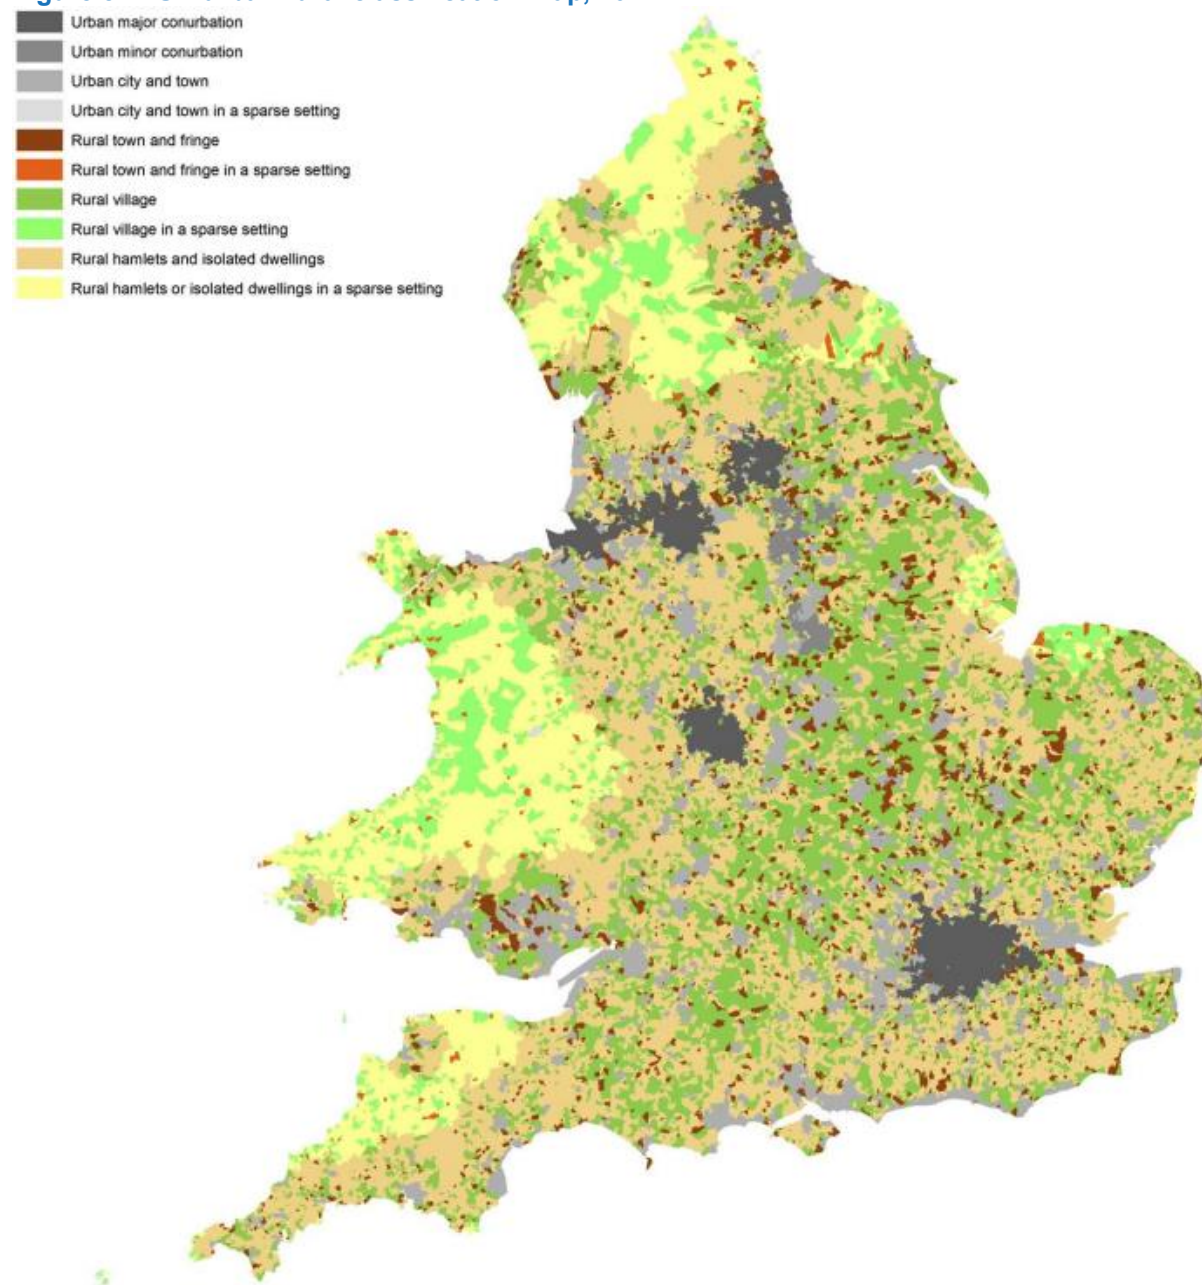 Urban major conurbation
Urban minor conurbation
Urban city and town
Urban city and town in a sparse setting
Rural town and fringe
Rural town and fringe in a sparse setting
Rural village
Rural village in a sparse setting
Rural hamlets and isolated dwellings
Rural hamlets or isolated dwellings in a sparse setting